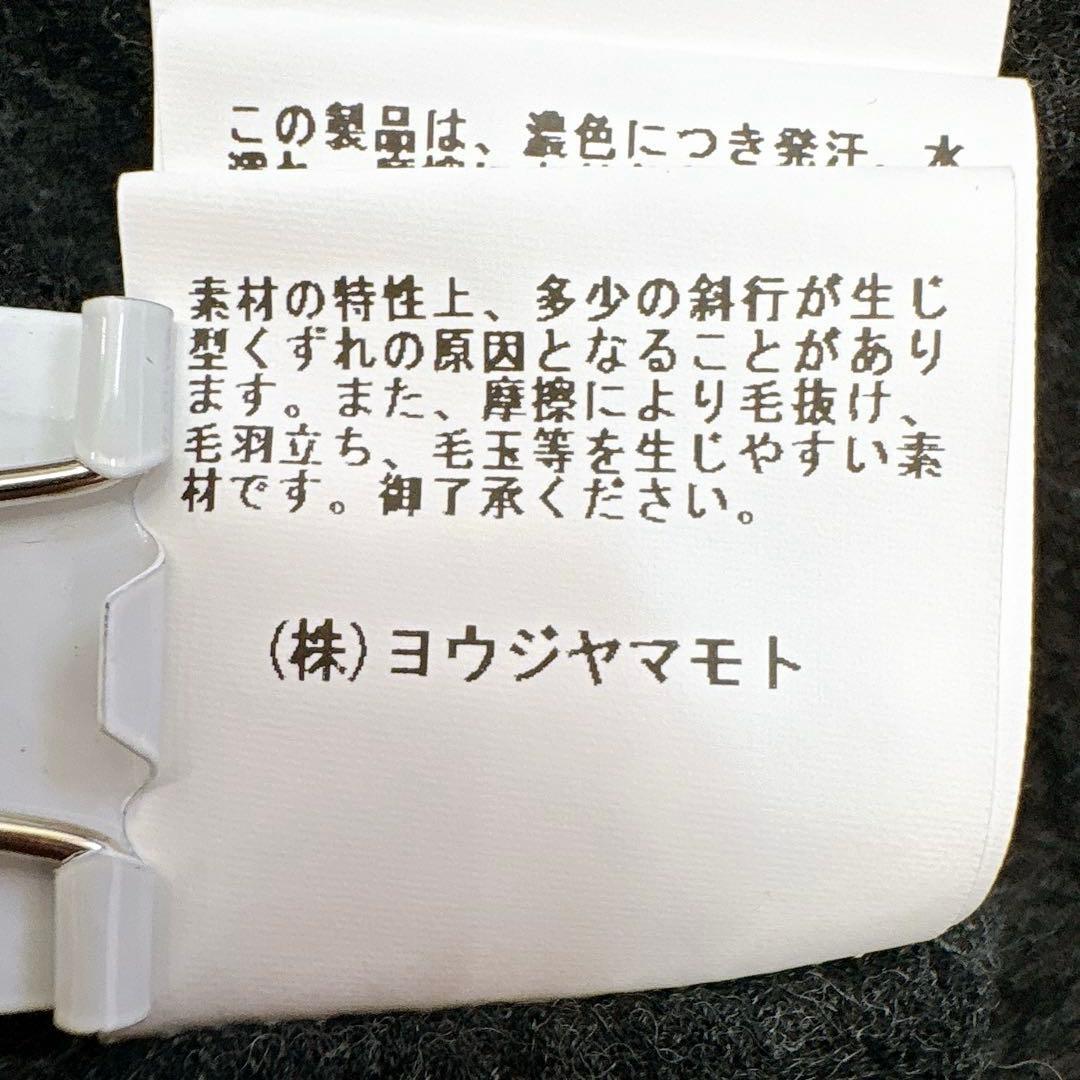 この製品は、濃色につき発汗、水
素材の特性上、多少の斜行が生じ
型くずれの原因となることがあり
ます。また、摩擦により毛抜け、
毛羽立ち、毛玉等を生じやすい素
材です。御了承ください。
(株)ヨウジヤマモト